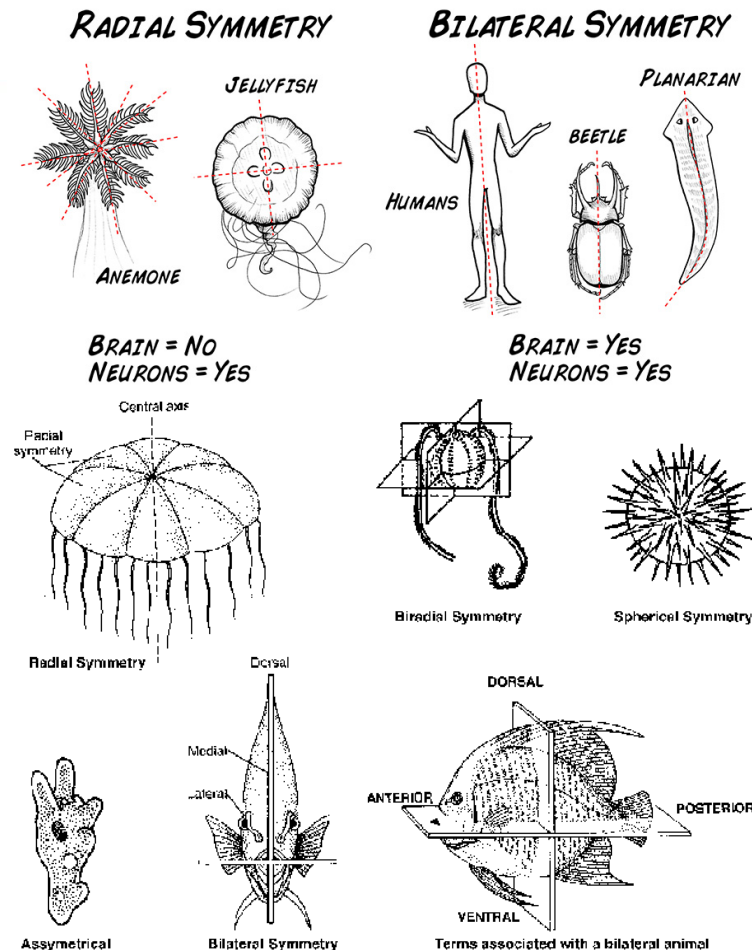 RADIAL SYMMETRY
BILATERAL SYMMETRY
JELLYFISH
PLANARIAN
BEETLE
HUMANS
ANEMONE
BRAIN = NO
NEURONS = YES
BRAIN = YES
NEURONS = YES
Central axis
Radial
symmetry
Biradial Symmetry
Spherical Symmetry
Radial Symmetry
Dorsal
DORSAL
Medial
Lateral
ANTERIOR
POSTERIOR
VENTRAL
Assymetrical
Bilateral Symmetry
Terms associated with a bilateral animal